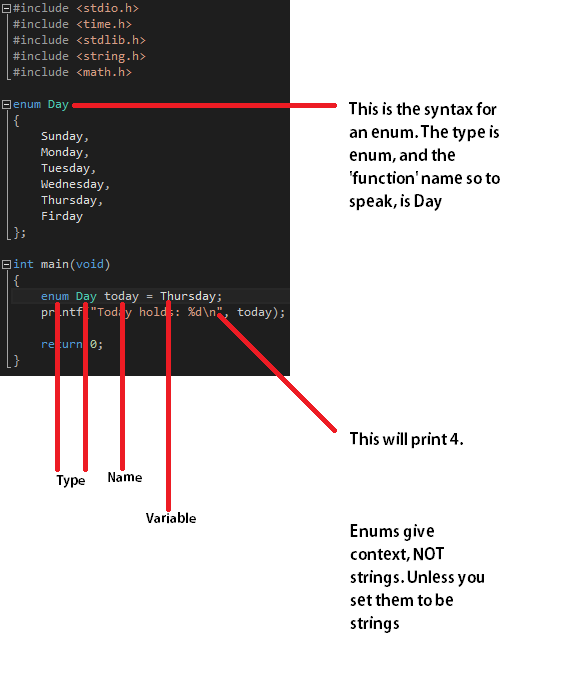 #include <stdio.h>
#include <time.h>
#include <stdlib.h>
#include <string.h>
#include <math.h>
enum Day
{
Sunday,
Monday,
Tuesday,
Wednesday,
Thursday,
Firday
};
int main(void)
{
enum Day today = Thursday;
printf("Today holds: %d\n", today);
return 0;
}
This is the syntax for
an enum. The type is
enum, and the
'function' name so to
speak, is Day
This will print 4.
Type
Name
Variable
Enums give
context, NOT
strings. Unless you
set them to be
strings